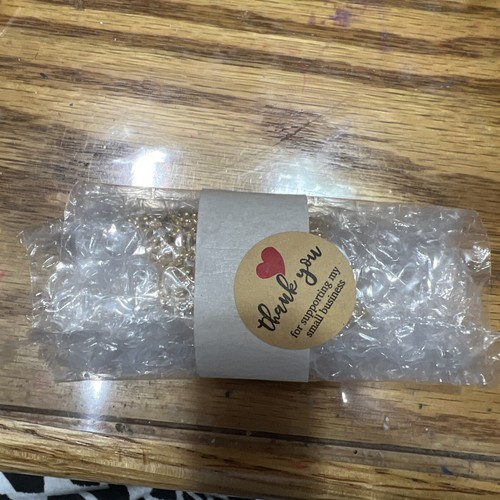 thank you
for supporting my
small business